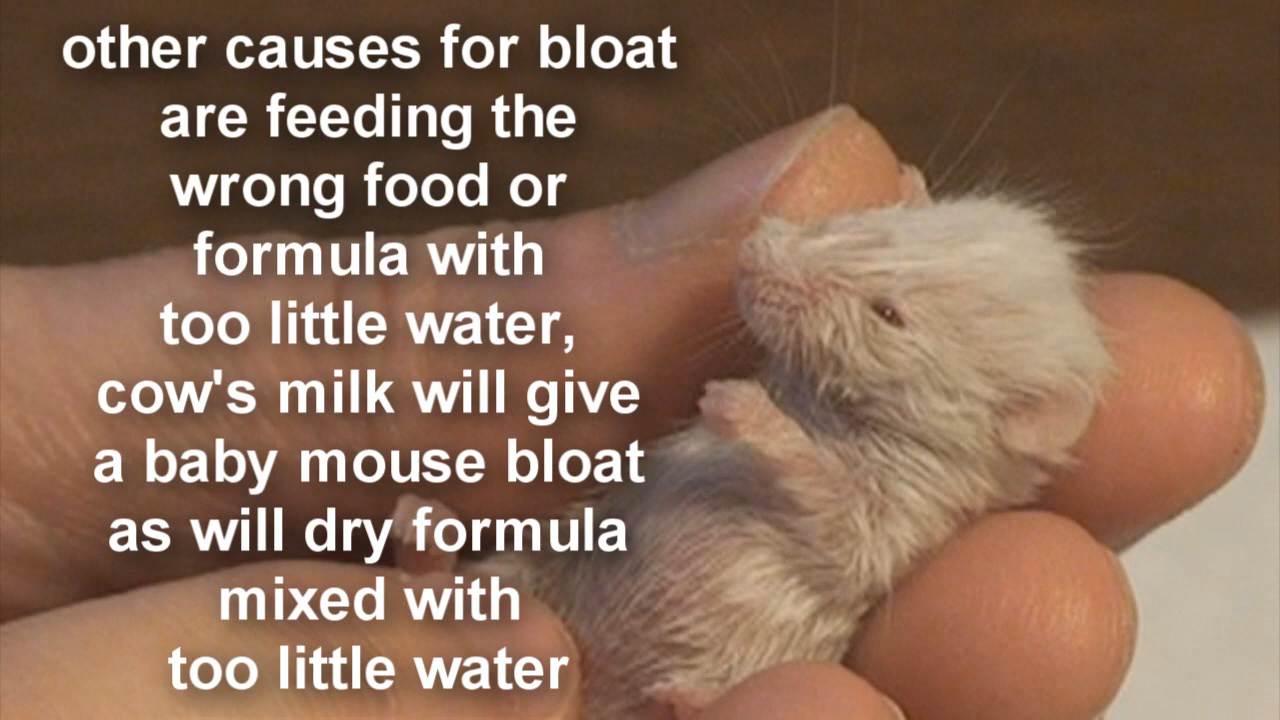 other causes for bloat
are feeding the
wrong food or
formula with
too little water,
cow's milk will give
a baby mouse bloat
as will dry formula
mixed with
too little water